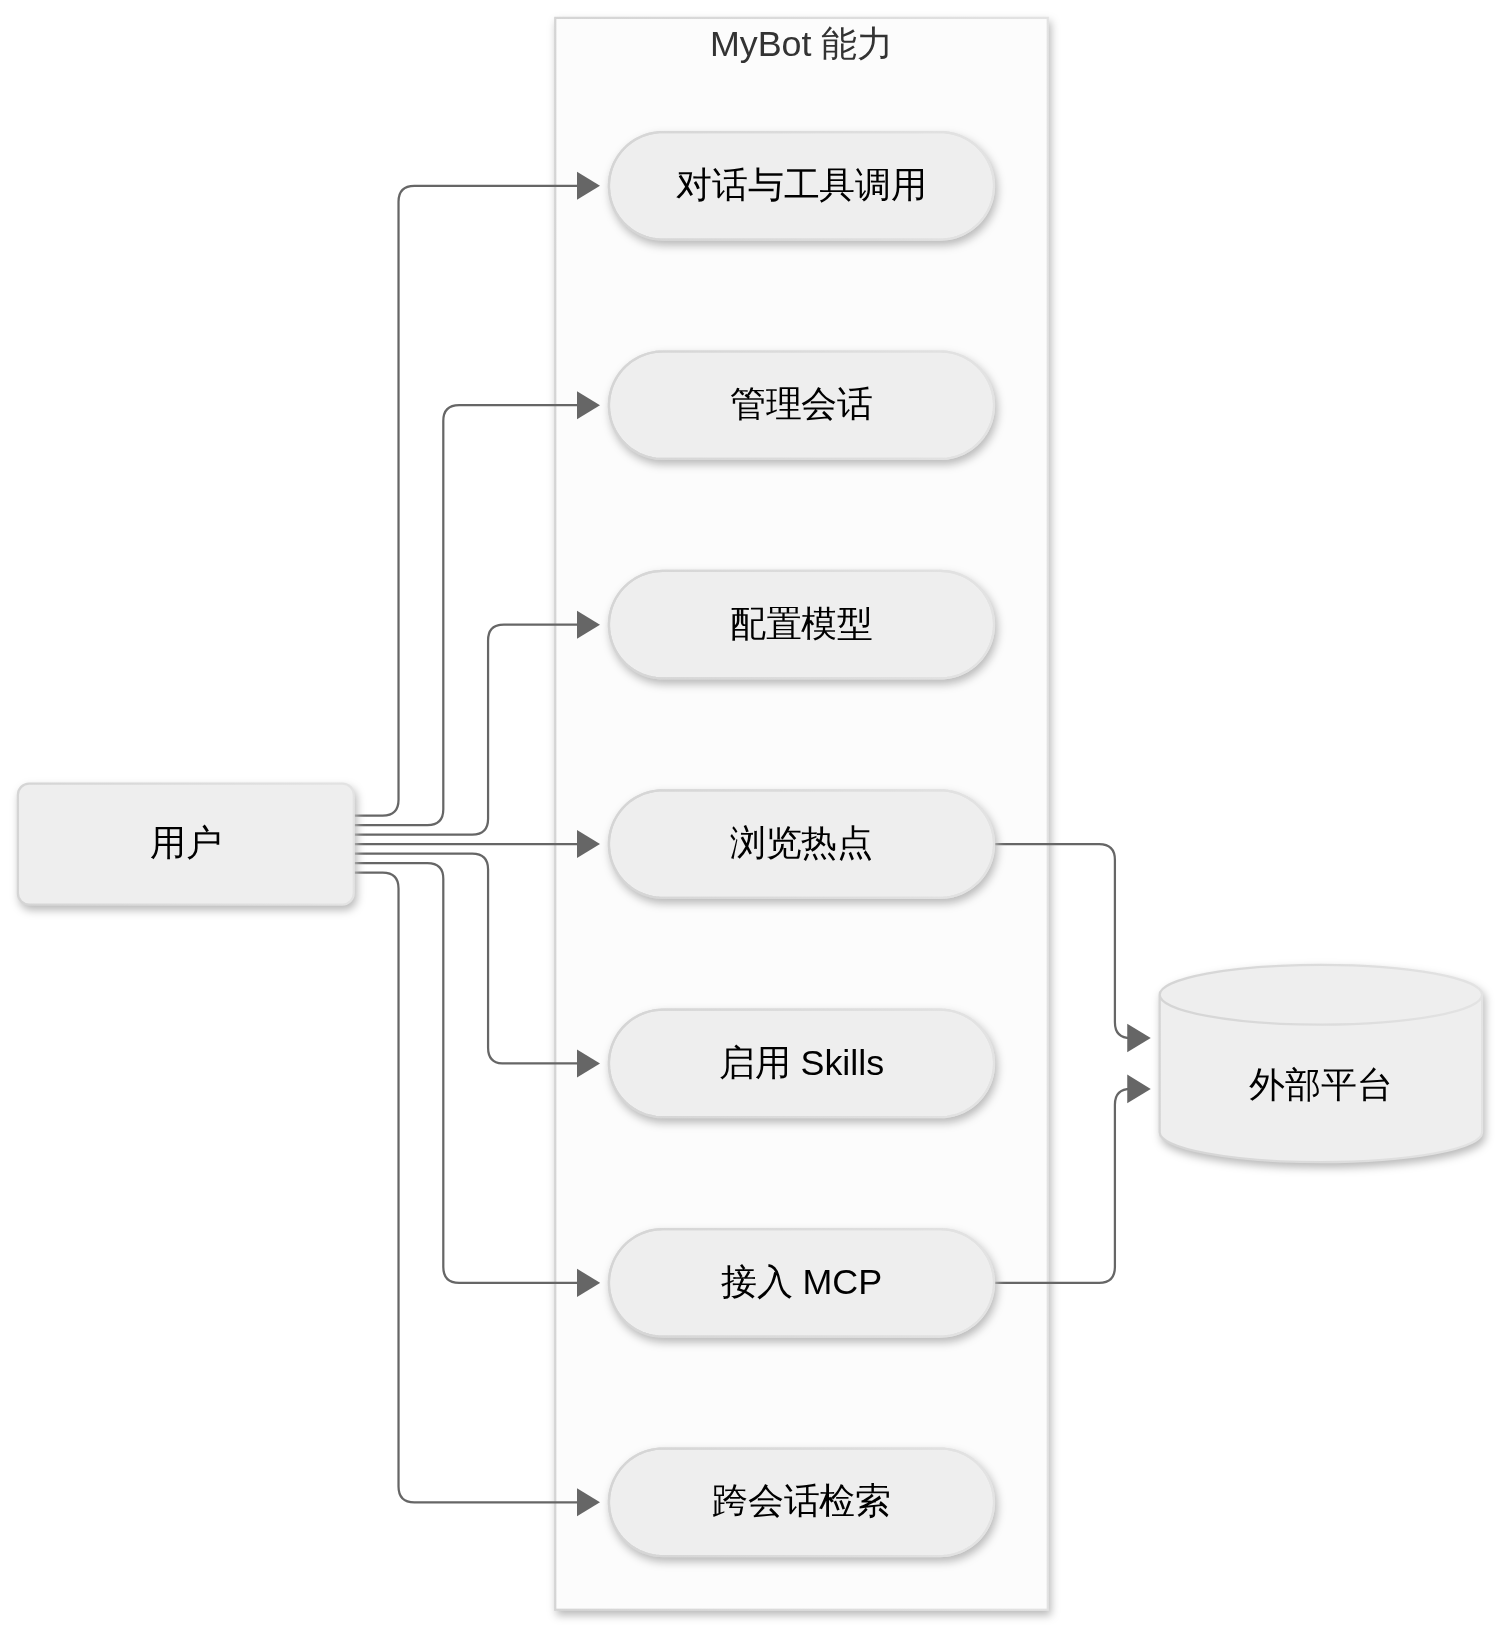 MyBot 能力
对话与工具调用
管理会话
配置模型
用户
浏览热点
启用 Skills
外部平台
接入 MCP
跨会话检索